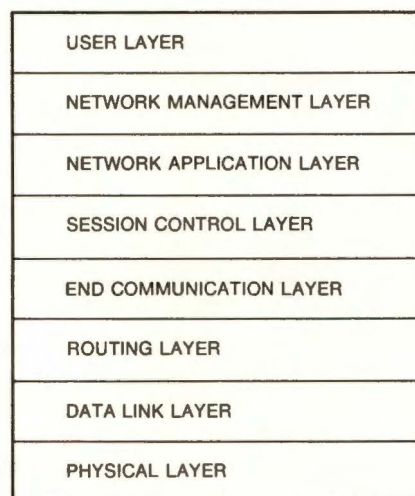 USER LAYER
NETWORK MANAGEMENT LAYER
NETWORK APPLICATION LAYER
SESSION CONTROL LAYER
END COMMUNICATION LAYER
ROUTING LAYER
DATA LINK LAYER
PHYSICAL LAYER